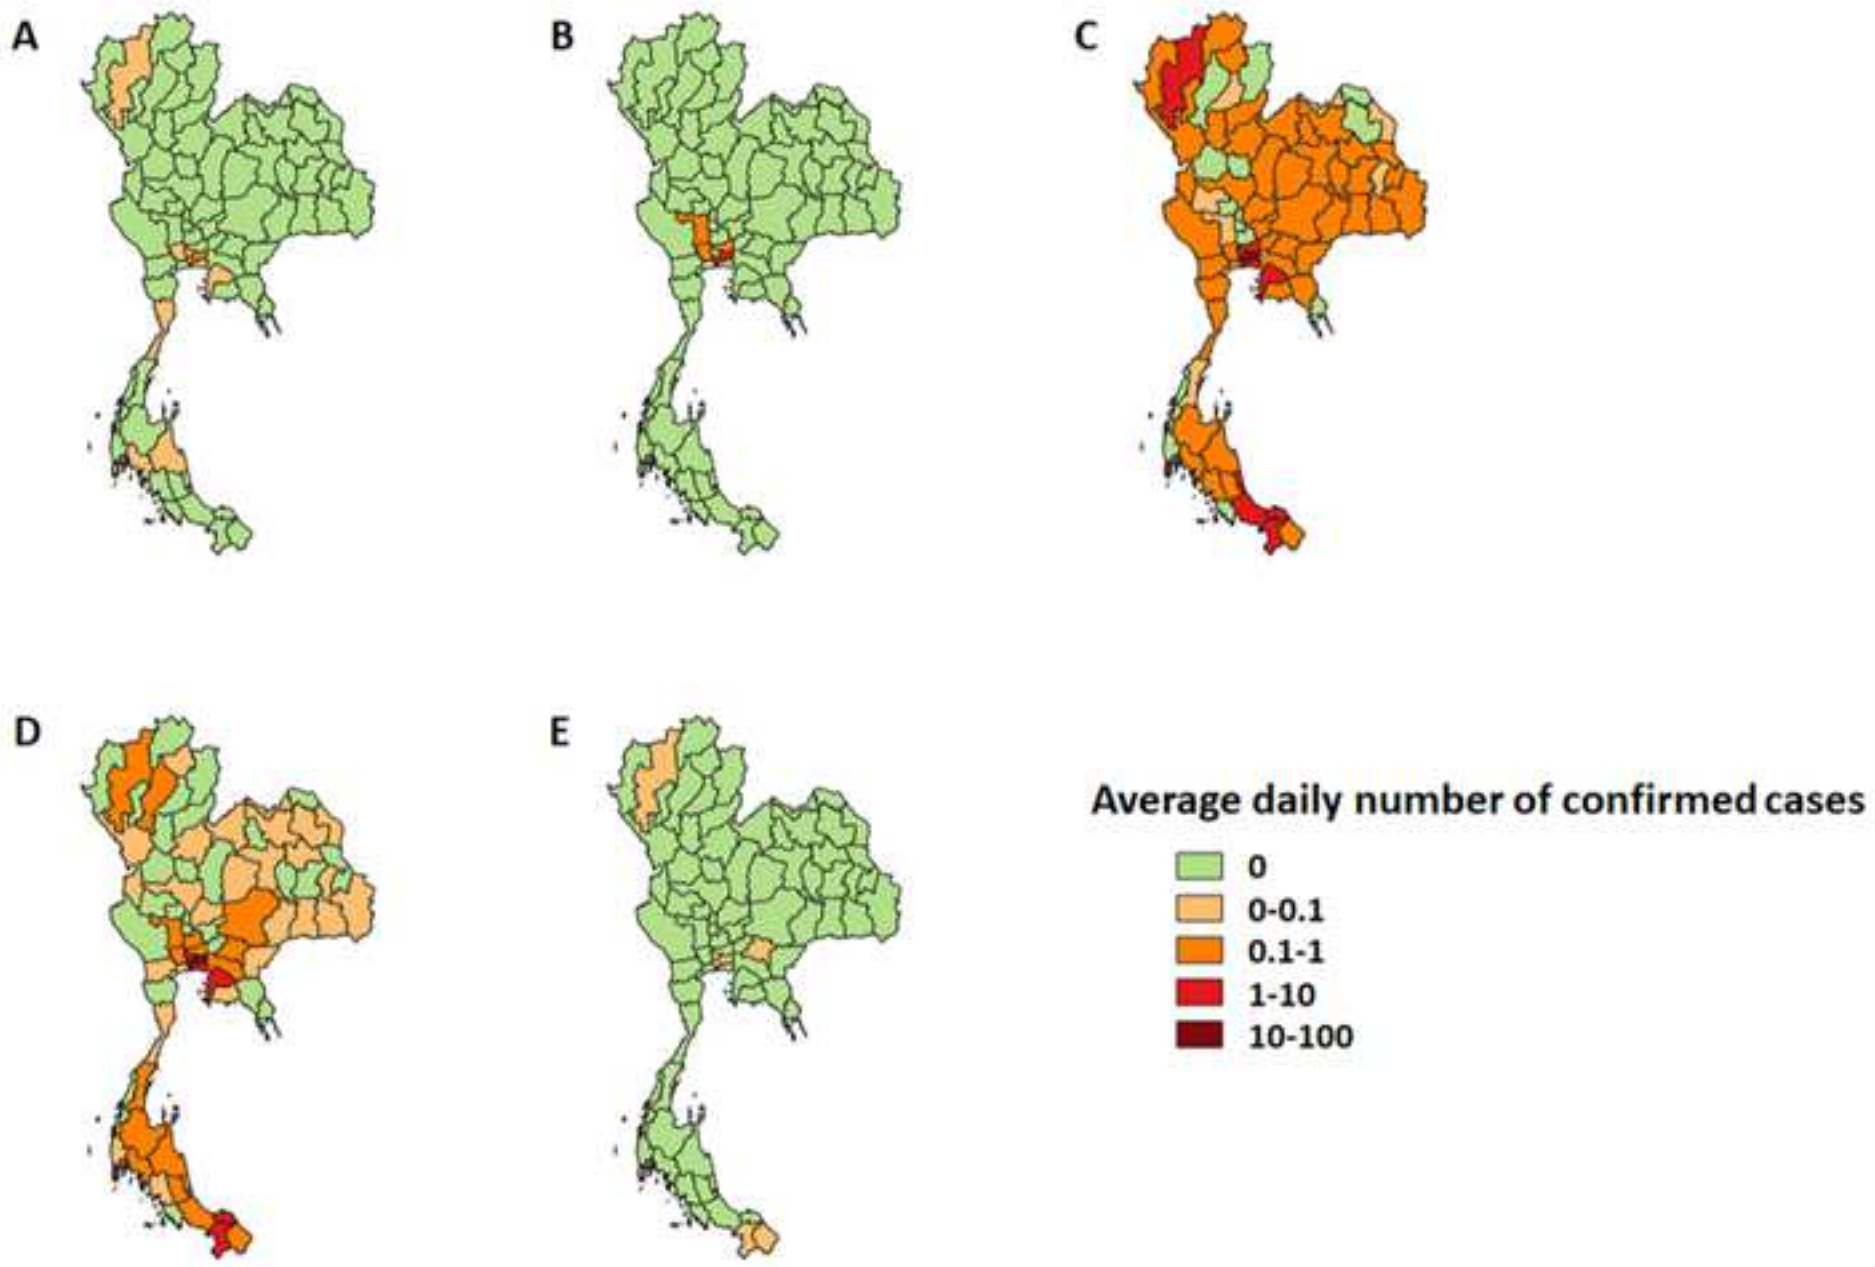 A
B
C
D
E
Average daily number of confirmed cases
0
0-0.1
0.1-1
1-10
10-100